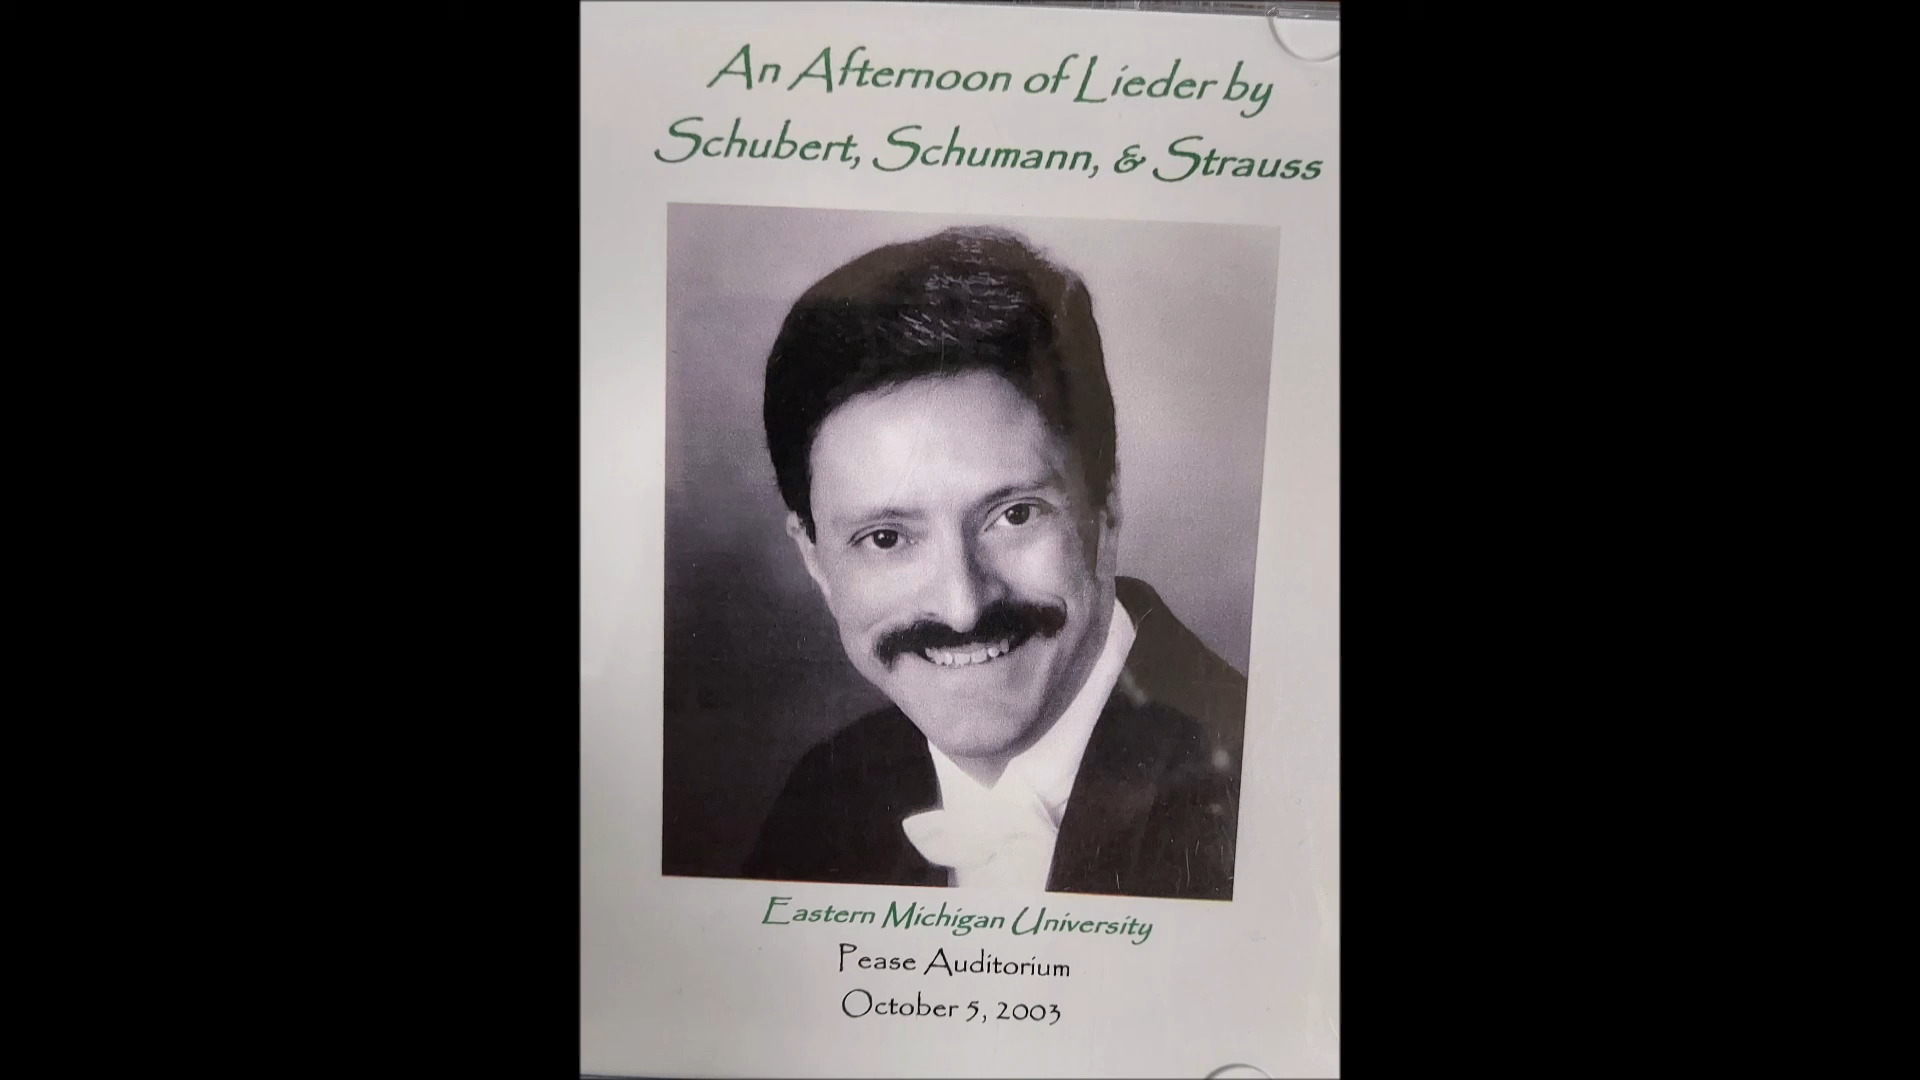 An Afternoon of Lieder by
Schubert, Schumann, & Strauss
Eastern Michigan University
Pease Auditorium
October 5, 2003